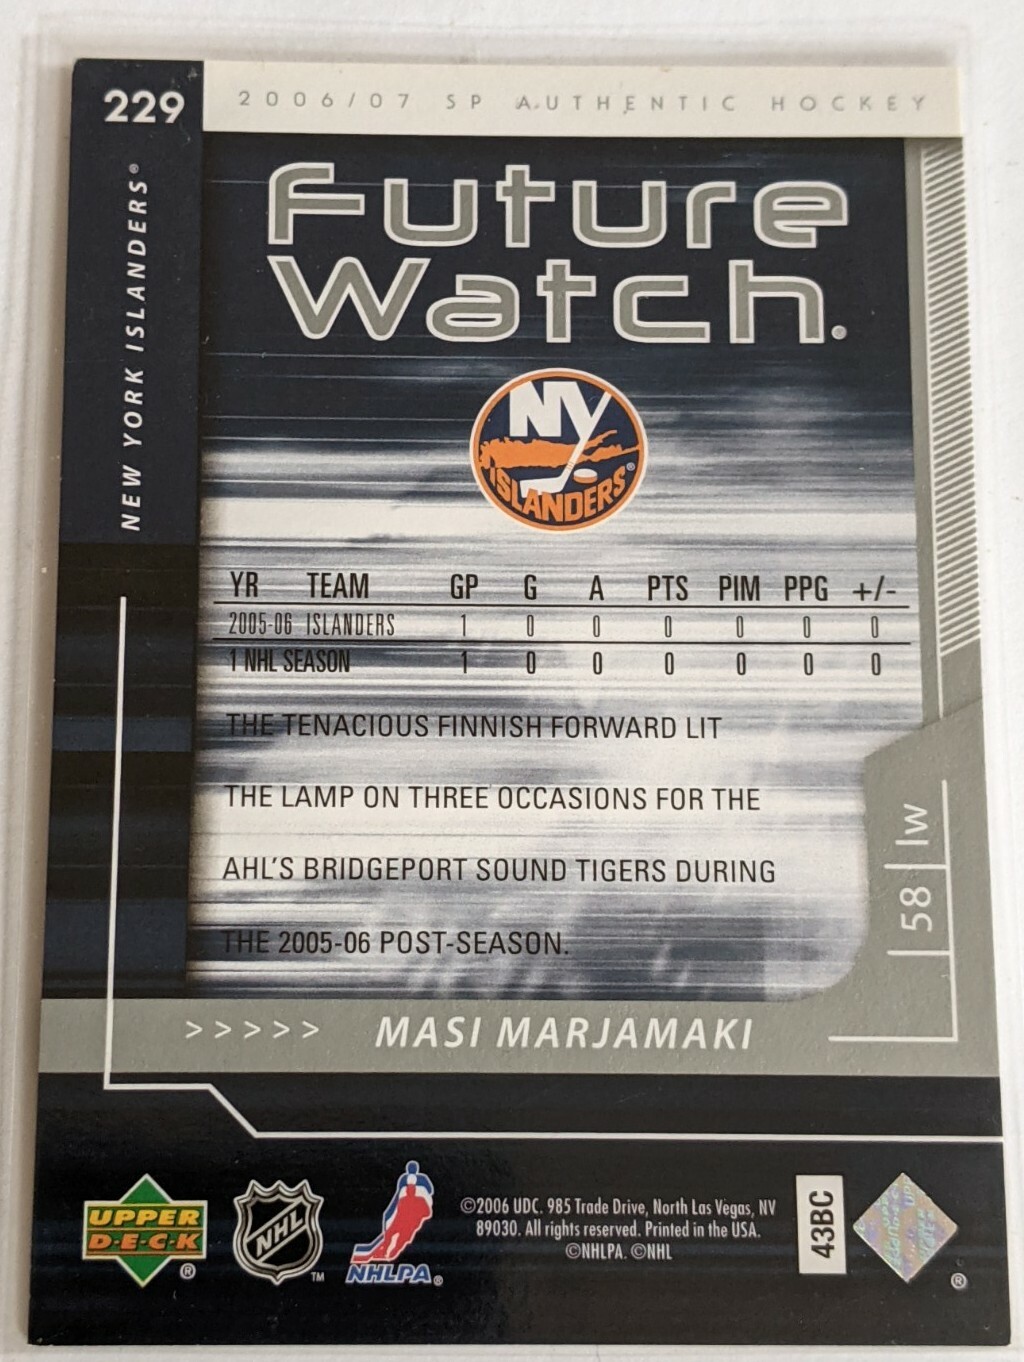 229
2006/07 SP AUTHENTIC HOCKEY
NEW YORK ISLANDERS®
Future
Watch®
NY
ISLANDERS®
YR TEAM GP G A PTS PIM PPG +/-
2005-06 ISLANDERS 1 0 0 0 0 0 0
1 NHL SEASON 1 0 0 0 0 0 0
THE TENACIOUS FINNISH FORWARD LIT
THE LAMP ON THREE OCCASIONS FOR THE
AHL'S BRIDGEPORT SOUND TIGERS DURING
THE 2005-06 POST-SEASON.
58 lw
>>>>> MASI MARJAMAKI
UPPER
D·E·C·K
®
NHL
TM
NHLPA®
©2006 UDC. 985 Trade Drive, North Las Vegas, NV
89030. All rights reserved. Printed in the USA.
©NHLPA. ©NHL
43BC
®